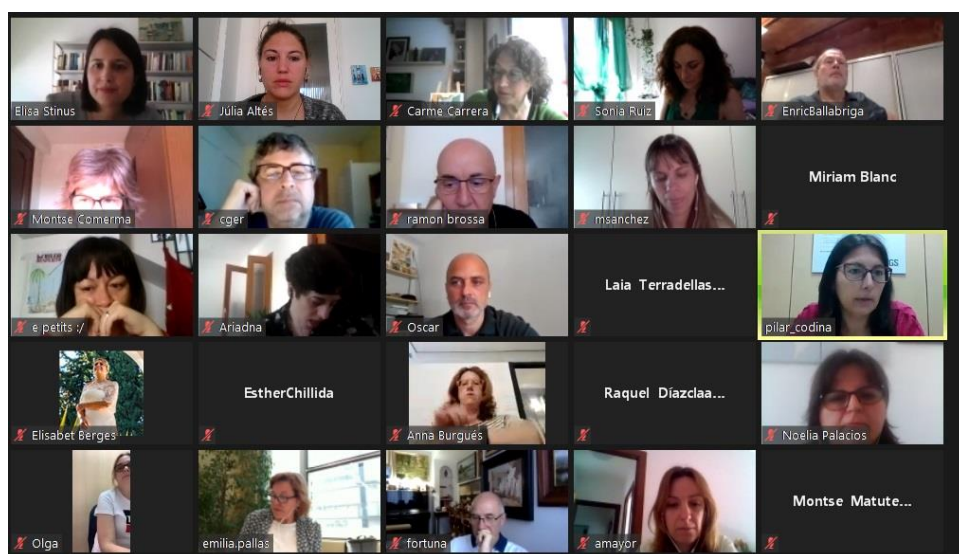 Elisa Stinus
Júlia Altés
Carme Carrera
Sonia Ruiz
EnricBallabriga
Montse Comerma
cger
ramon brossa
msanchez
Miriam Blanc
e petits :/
Ariadna
Oscar
Laia Terradellas...
pilar_codina
Elisabet Berges
EstherChillida
Anna Burgués
Raquel Díazclaa...
Noelia Palacios
Olga
emilia.pallas
fortuna
amayor
Montse Matute...